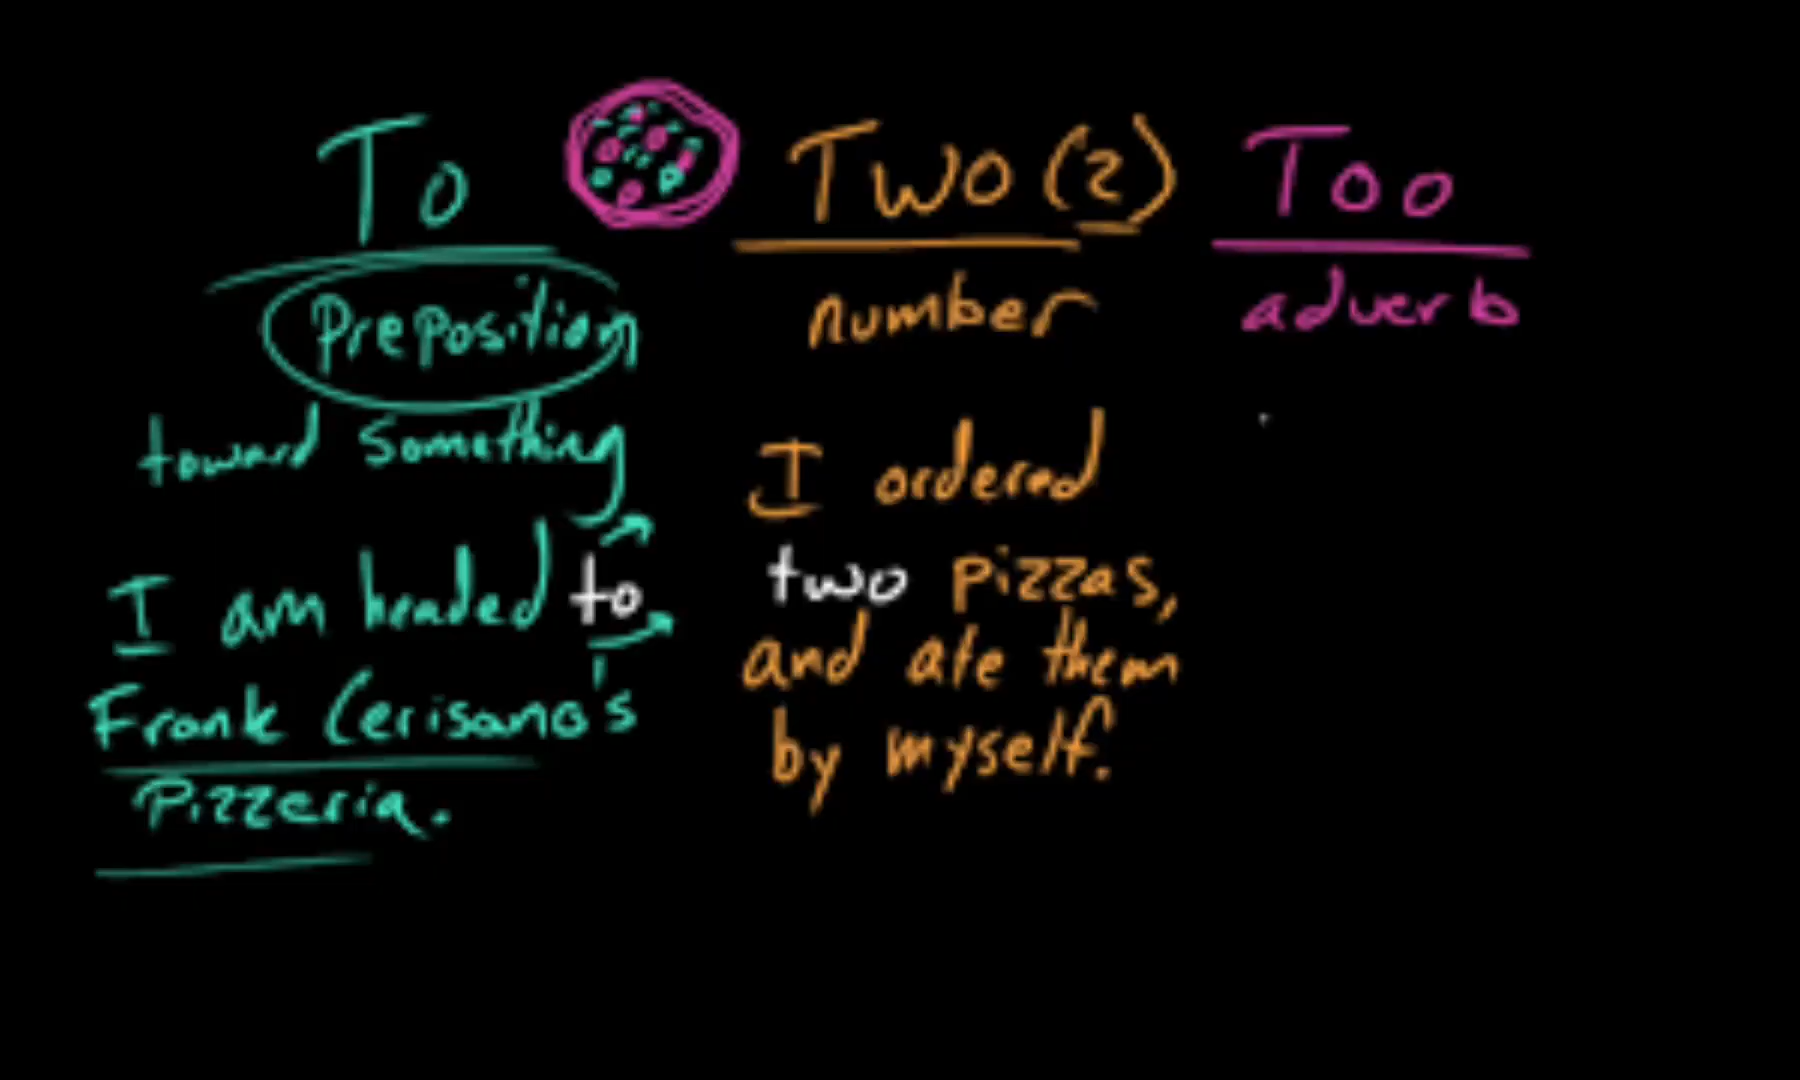 To
Preposition
toward something
I am headed to
Frank Cerisano's
Pizzeria.
Two (2)
number
I ordered
two pizzas,
and ate them
by myself.
Too
adverb